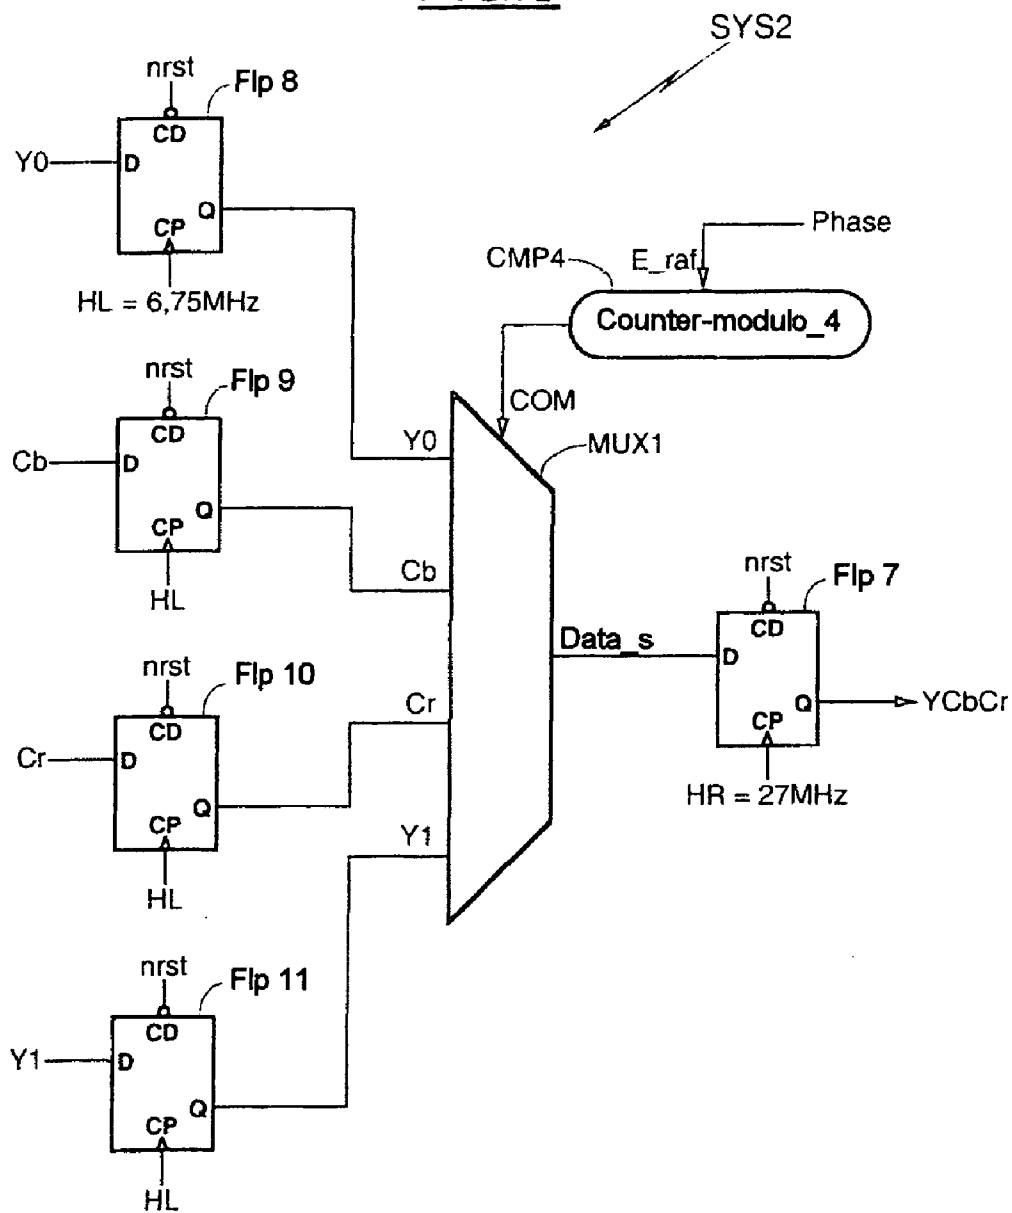 SYS2
nrst
Flp 8
CD
Y0
D
Q
CP
HL = 6,75MHz
Phase
CMP4
E_raf
Counter-modulo_4
COM
MUX1
nrst
Flp 9
CD
Cb
D
Q
CP
HL
Y0
Cb
Cr
Y1
nrst
Flp 10
CD
Cr
D
Q
CP
HL
nrst
Flp 11
CD
Y1
D
Q
CP
HL
Data_s
nrst
Flp 7
CD
D
Q
CP
YCbCr
HR = 27MHz